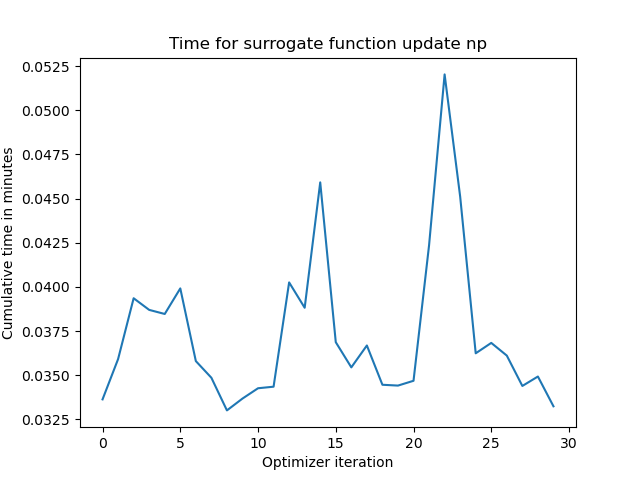 Time for surrogate function update np
Cumulative time in minutes
0.0525
0.0500
0.0475
0.0450
0.0425
0.0400
0.0375
0.0350
0.0325
0 5 10 15 20 25 30
Optimizer iteration